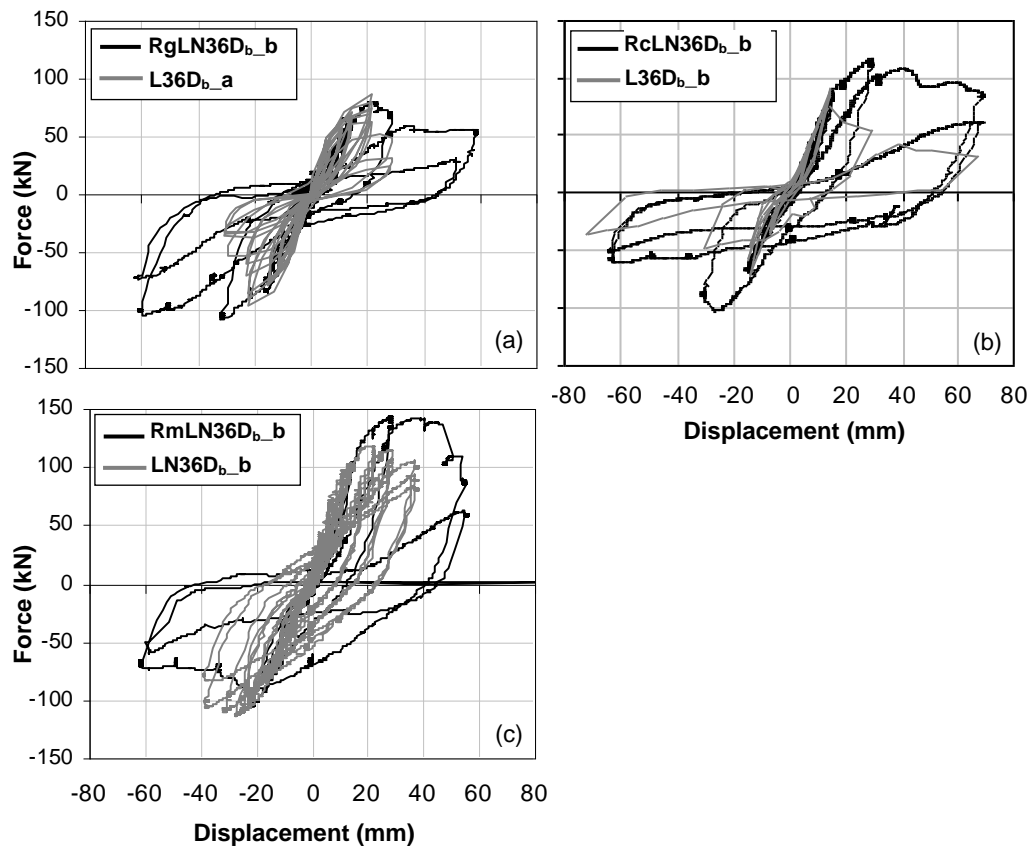 150
100
50
0
-50
-100
-150
Force (kN)
RgLN36Db_b
L36Db_a
(a)
RcLN36Db_b
L36Db_b
(b)
-80 -60 -40 -20 0 20 40 60 80
Displacement (mm)
150
100
50
0
-50
-100
-150
Force (kN)
RmLN36Db_b
LN36Db_b
(c)
-80 -60 -40 -20 0 20 40 60 80
Displacement (mm)